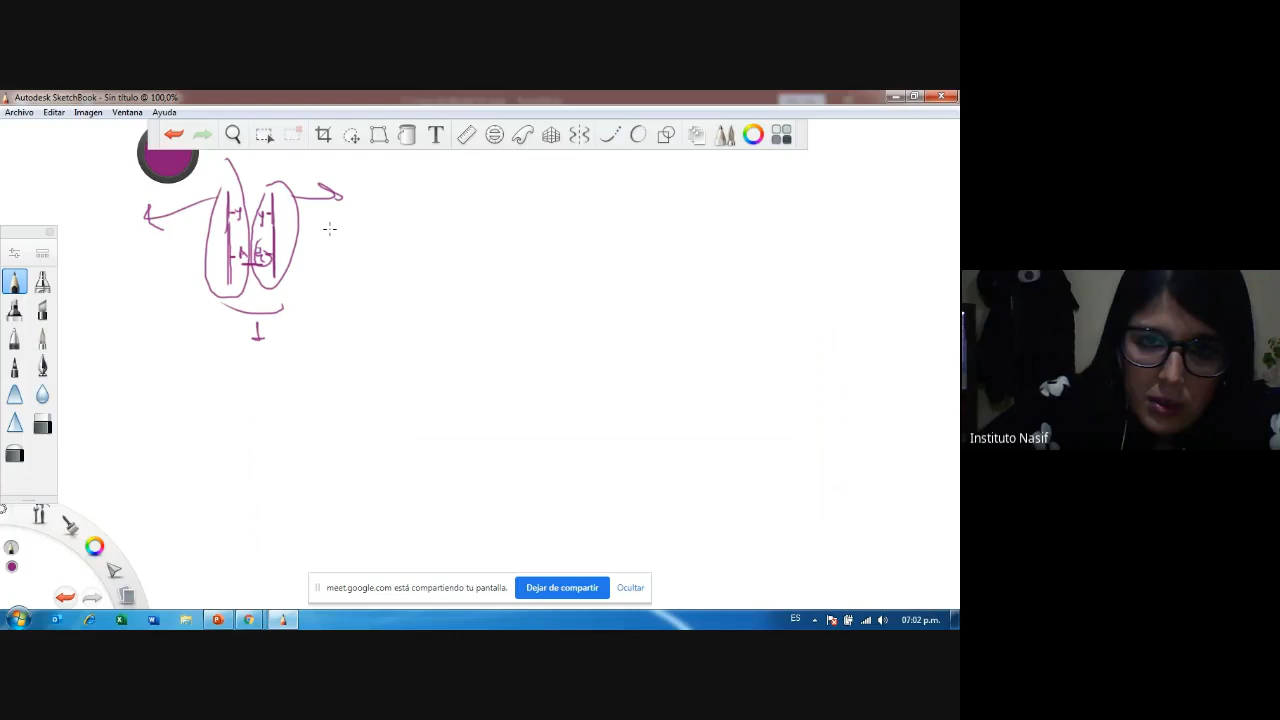 Autodesk SketchBook - Sin título @ 100,0%
Archivo Editar Imagen Ventana Ayuda
T
y y
1
Instituto Nasif
meet.google.com está compartiendo tu pantalla. Dejar de compartir Ocultar
ES 07:02 p.m.